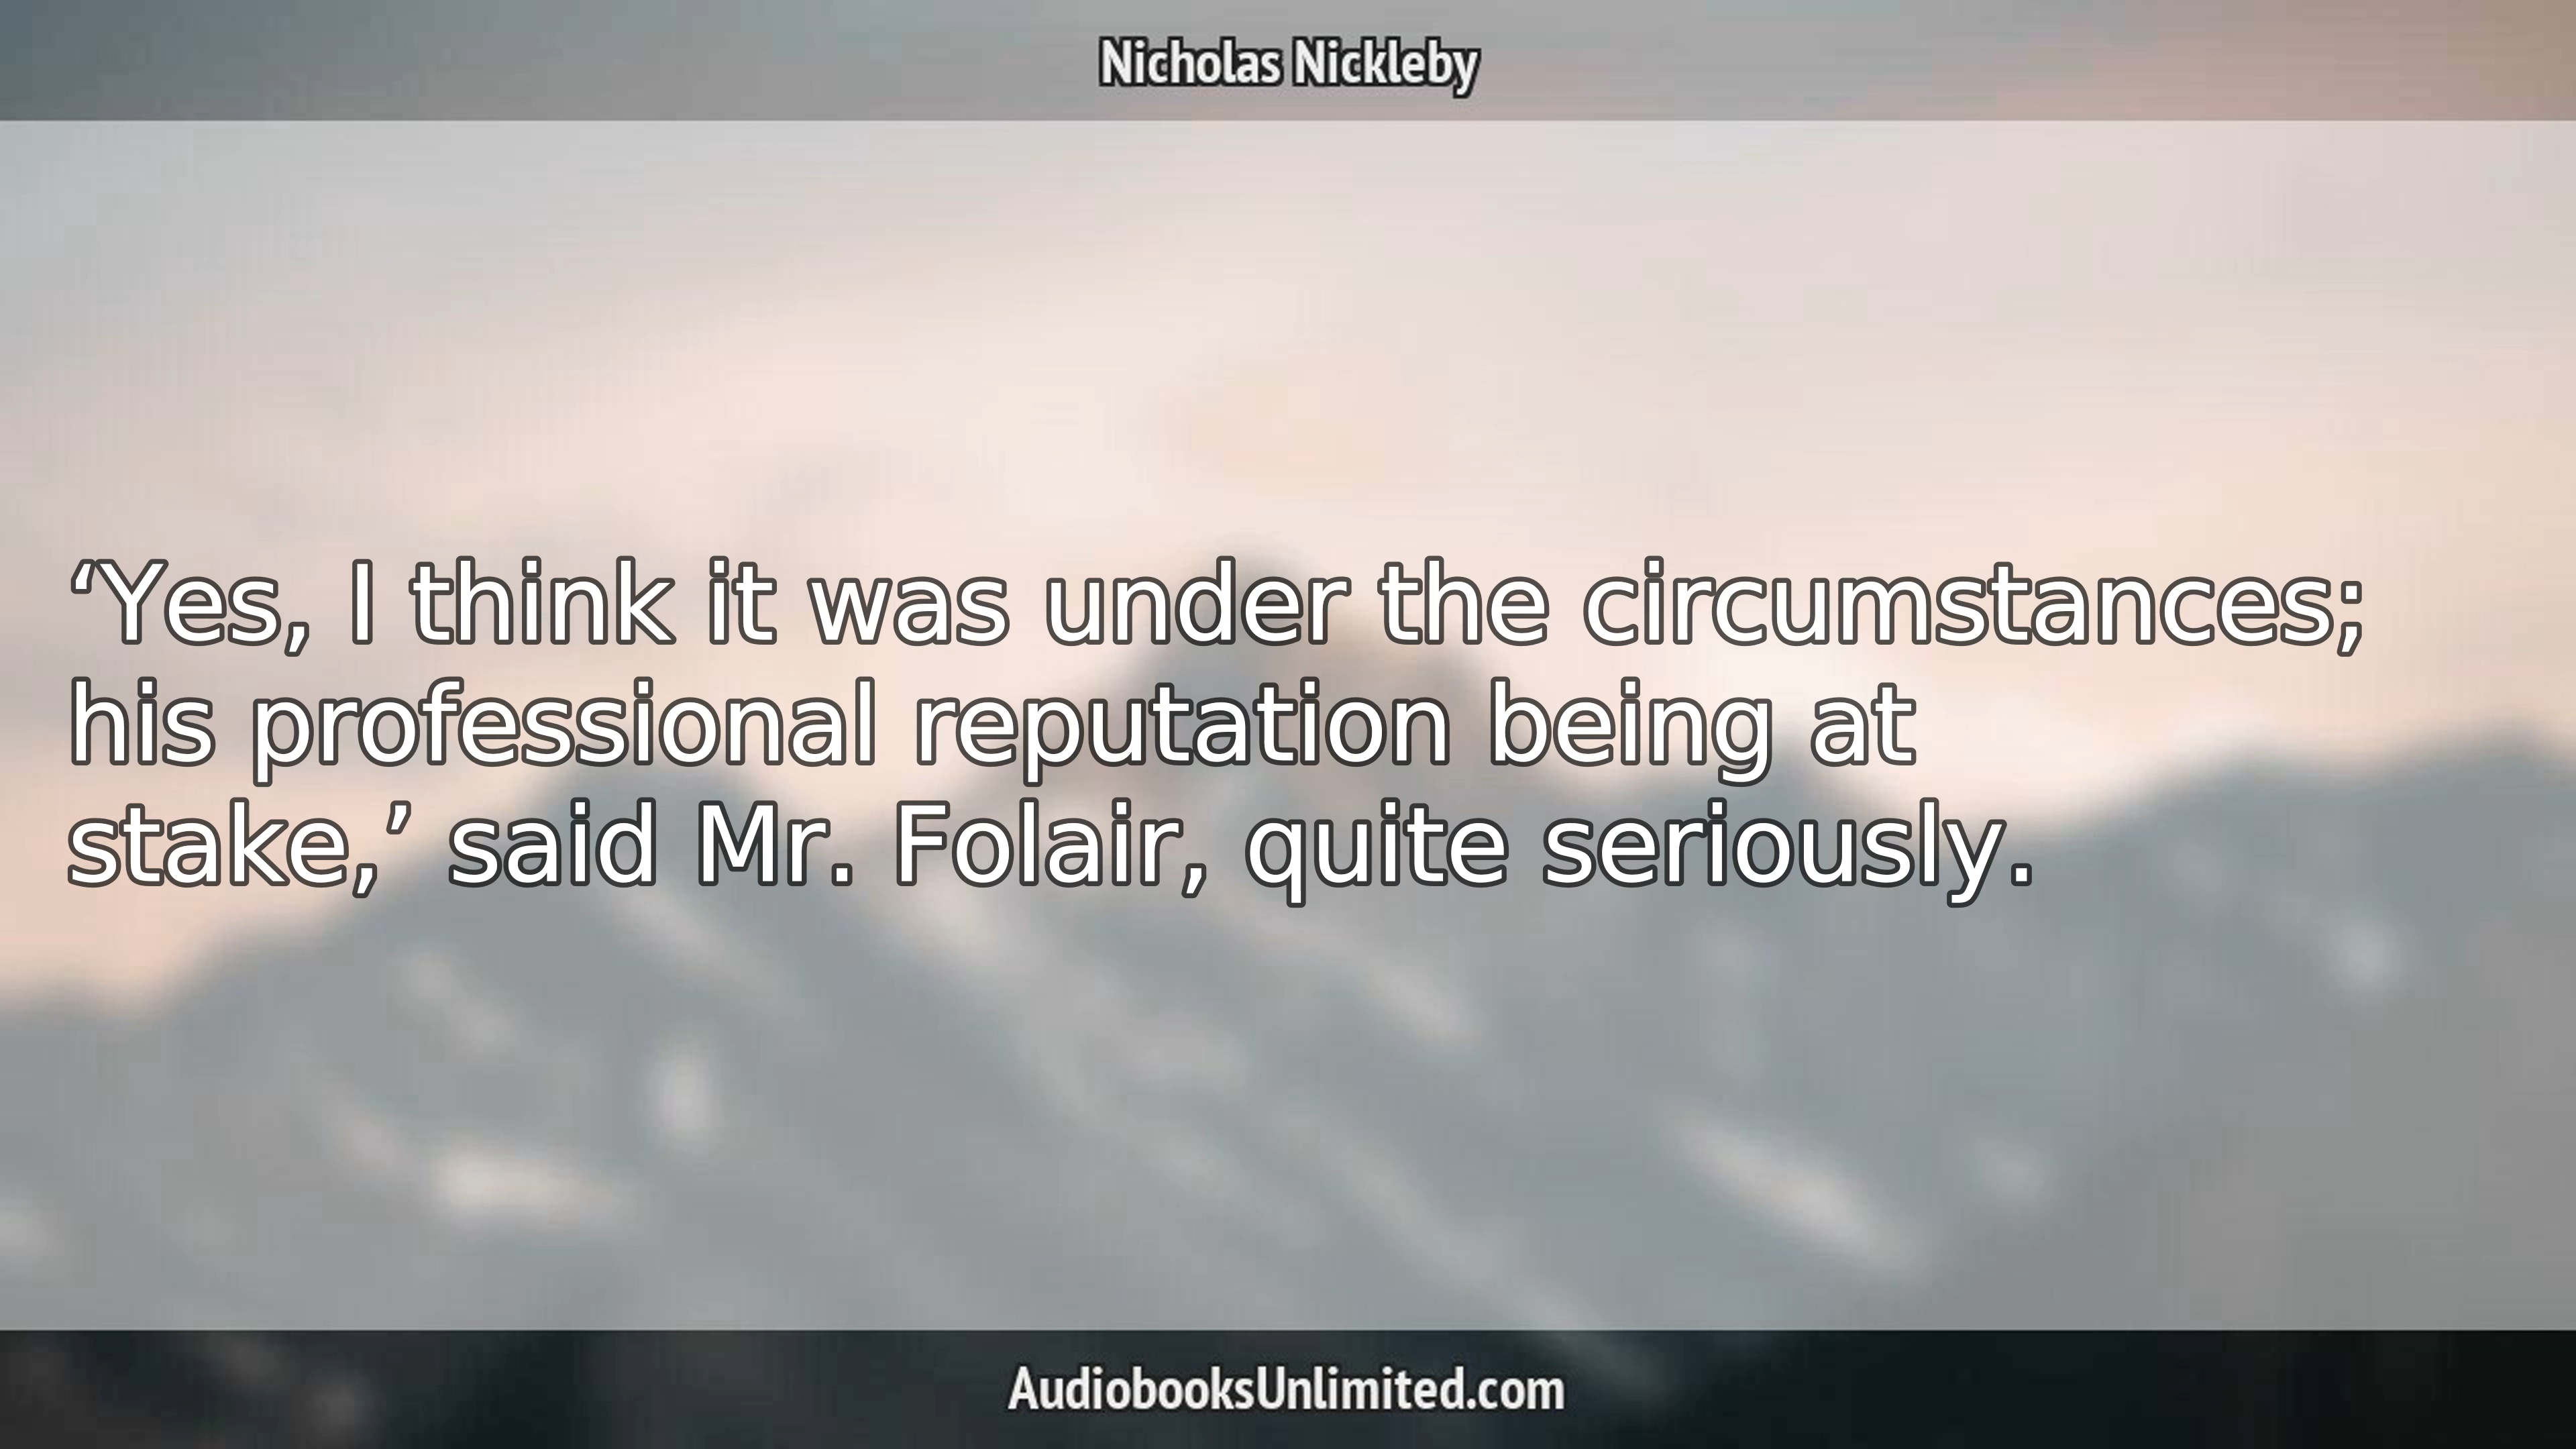 Nicholas Nickleby
‘Yes, I think it was under the circumstances;
his professional reputation being at
stake,’ said Mr. Folair, quite seriously.
AudiobooksUnlimited.com